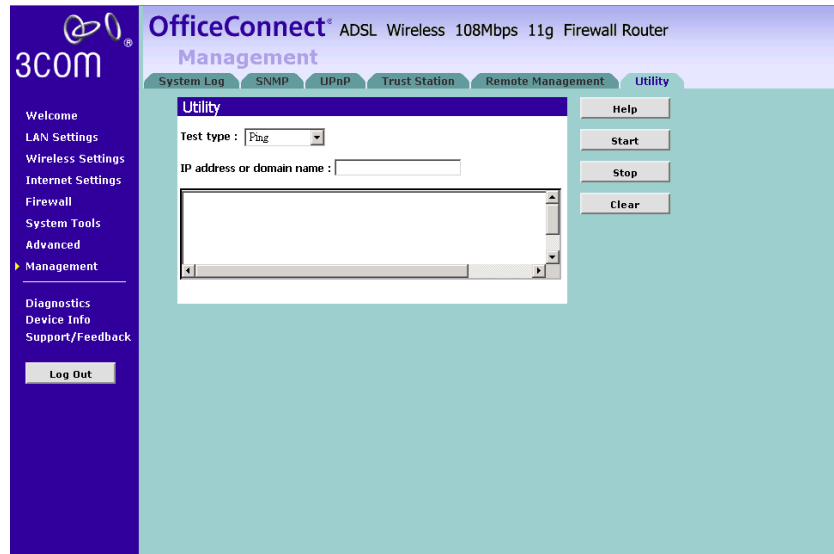 3COM®
OfficeConnect® ADSL Wireless 108Mbps 11g Firewall Router
Management
System Log SNMP UPnP Trust Station Remote Management Utility
Welcome
LAN Settings
Wireless Settings
Internet Settings
Firewall
System Tools
Advanced
Management
Diagnostics
Device Info
Support/Feedback
Log Out
Utility
Test type : Ping
IP address or domain name :
Help
Start
Stop
Clear